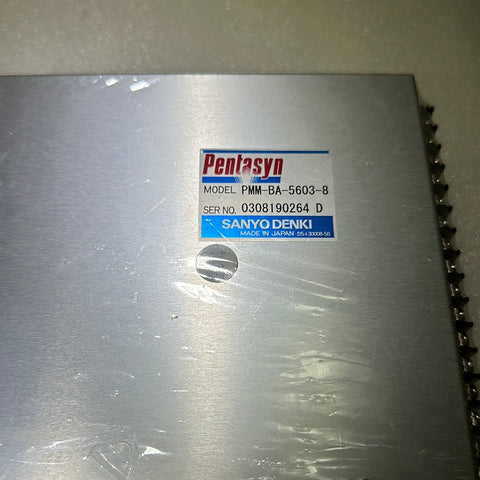 Pentasyn
MODEL PMM-BA-5603-8
SER NO. 0308190264 D
SANYO DENKI
MADE IN JAPAN